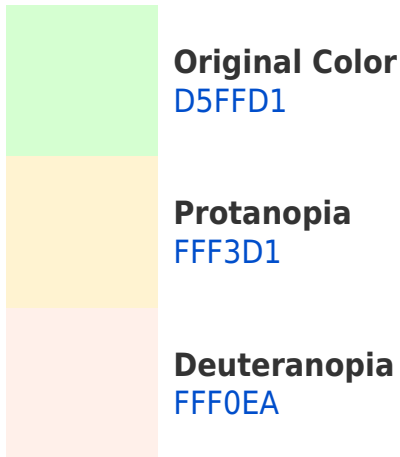 Original Color
D5FFD1
Protanopia
FFF3D1
Deuteranopia
FFF0EA